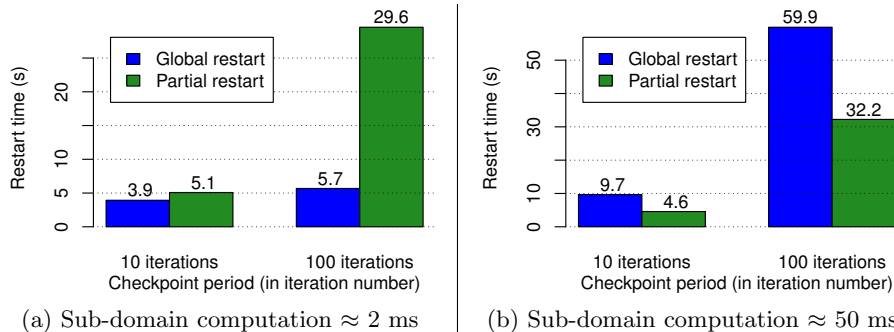 29.6
Global restart
Partial restart
Restart time (s)
20
10
5
0
3.9
5.1
5.7
10 iterations
100 iterations
Checkpoint period (in iteration number)
(a) Sub-domain computation ≈ 2 ms
59.9
Global restart
Partial restart
Restart time (s)
50
30
10
0
9.7
4.6
32.2
10 iterations
100 iterations
Checkpoint period (in iteration number)
(b) Sub-domain computation ≈ 50 ms